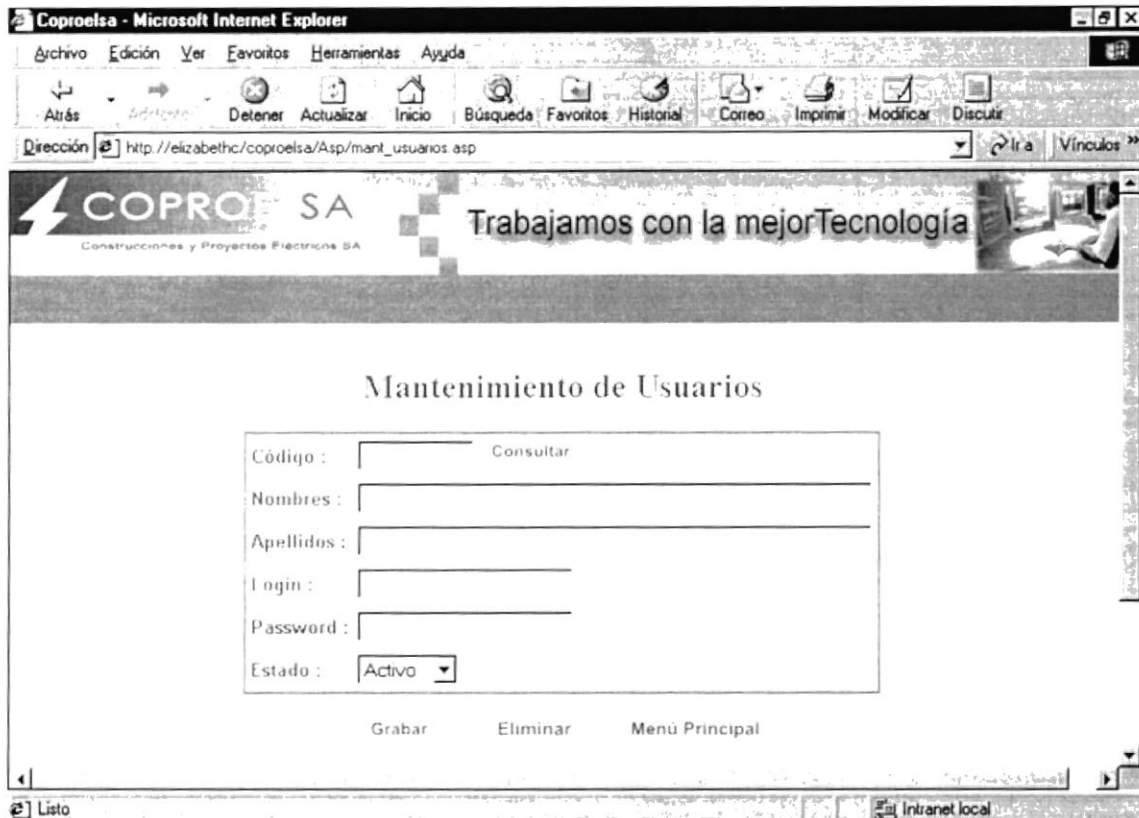 Coproelsa - Microsoft Internet Explorer
Archivo Edición Ver Favoritos Herramientas Ayuda
Atrás Adelante Detener Actualizar Inicio Búsqueda Favoritos Historial Correo Imprimir Modificar Discutir
Dirección http://elizabethc/coproelsa/Asp/mant_usuarios.asp Ir a Vínculos »
COPRO SA
Construcciones y Proyectos Eléctricos SA
Trabajamos con la mejorTecnología
Mantenimiento de Usuarios
Código : Consultar
Nombres :
Apellidos :
Login :
Password :
Estado : Activo
Grabar Eliminar Menú Principal
Listo Intranet local